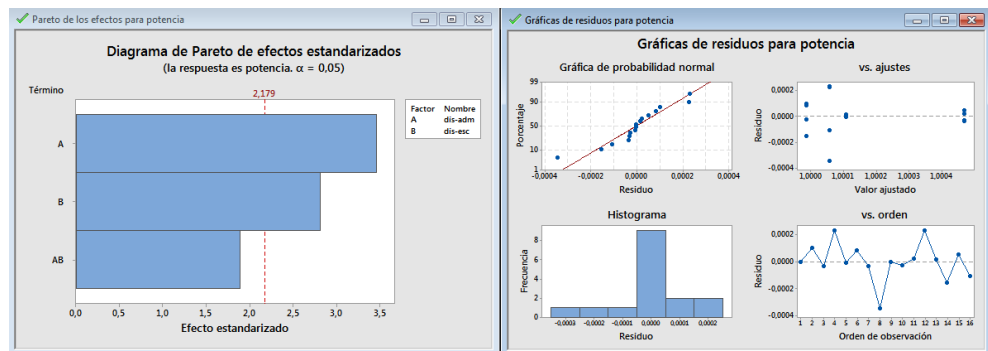 Pareto de los efectos para potencia
Diagrama de Pareto de efectos estandarizados
(la respuesta es potencia. α = 0,05)
Término
2,179
Factor Nombre
A dis-adm
B dis-esc
A
B
AB
0,0 0,5 1,0 1,5 2,0 2,5 3,0 3,5
Efecto estandarizado
Gráficas de residuos para potencia
Gráficas de residuos para potencia
Gráfica de probabilidad normal
99
90
50
10
1
Porcentaje
-0,0004 -0,0002 0,0000 0,0002 0,0004
Residuo
vs. ajustes
0,0002
0,0000
-0,0002
-0,0004
Residuo
1,0000 1,0001 1,0002 1,0003 1,0004
Valor ajustado
Histograma
8
6
4
2
0
Frecuencia
-0,0003 -0,0002 -0,0001 0,0000 0,0001 0,0002
Residuo
vs. orden
0,0002
0,0000
-0,0002
-0,0004
Residuo
1 2 3 4 5 6 7 8 9 10 11 12 13 14 15 16
Orden de observación